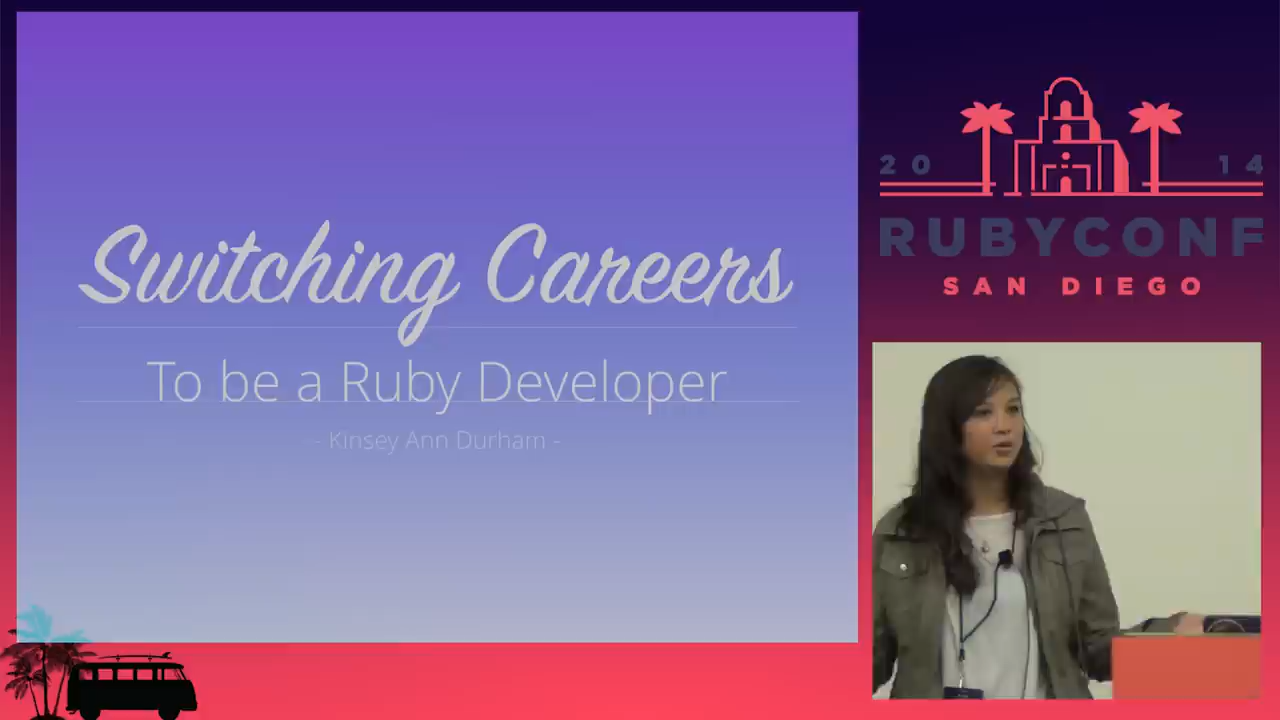 Switching Careers
To be a Ruby Developer
- Kinsey Ann Durham -
20 14
RUBYCONF
SAN DIEGO